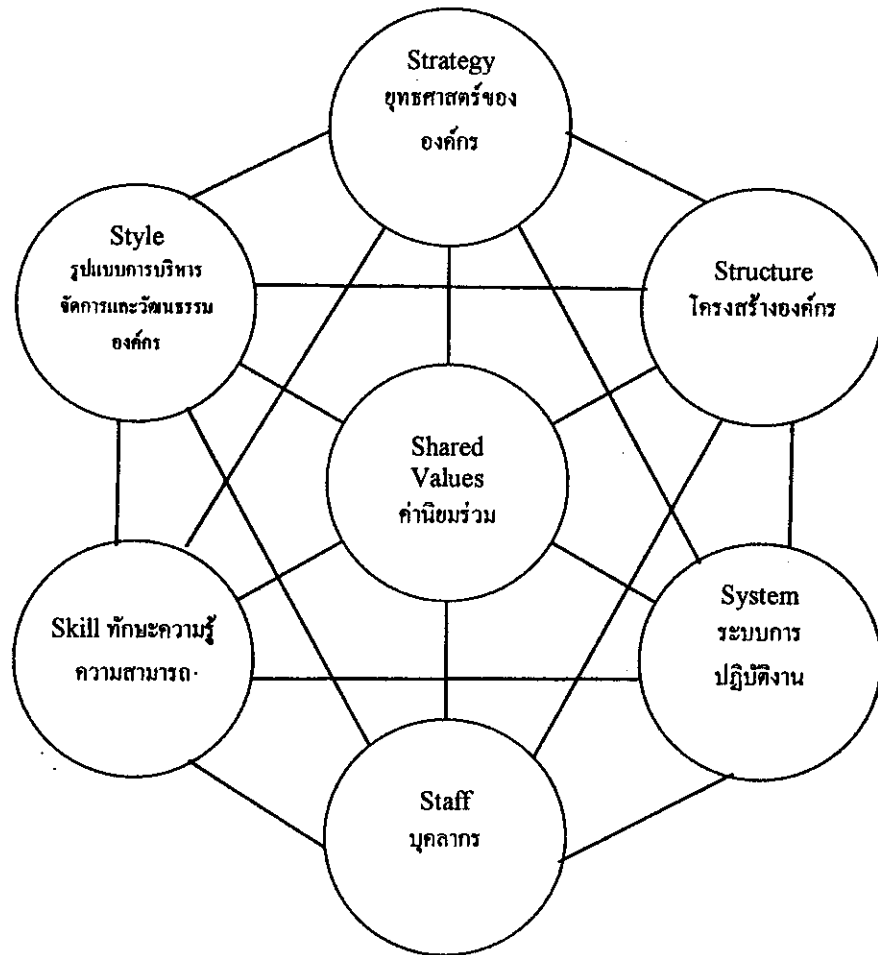 Strategy
ยุทธศาสตร์ของ
องค์กร
Style
รูปแบบการบริหาร
จัดการและวัฒนธรรม
องค์กร
Structure
โครงสร้างองค์กร
Shared
Values
ค่านิยมร่วม
Skill ทักษะความรู้
ความสามารถ
System
ระบบการ
ปฏิบัติงาน
Staff
บุคลากร